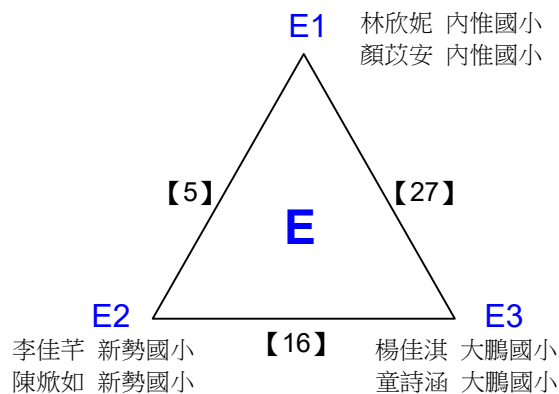 E1
林欣妮 內惟國小
顏苡安 內惟國小
【5】
【27】
E
E2
E3
李佳芊 新勢國小
陳焮如 新勢國小
【16】
楊佳淇 大鵬國小
童詩涵 大鵬國小